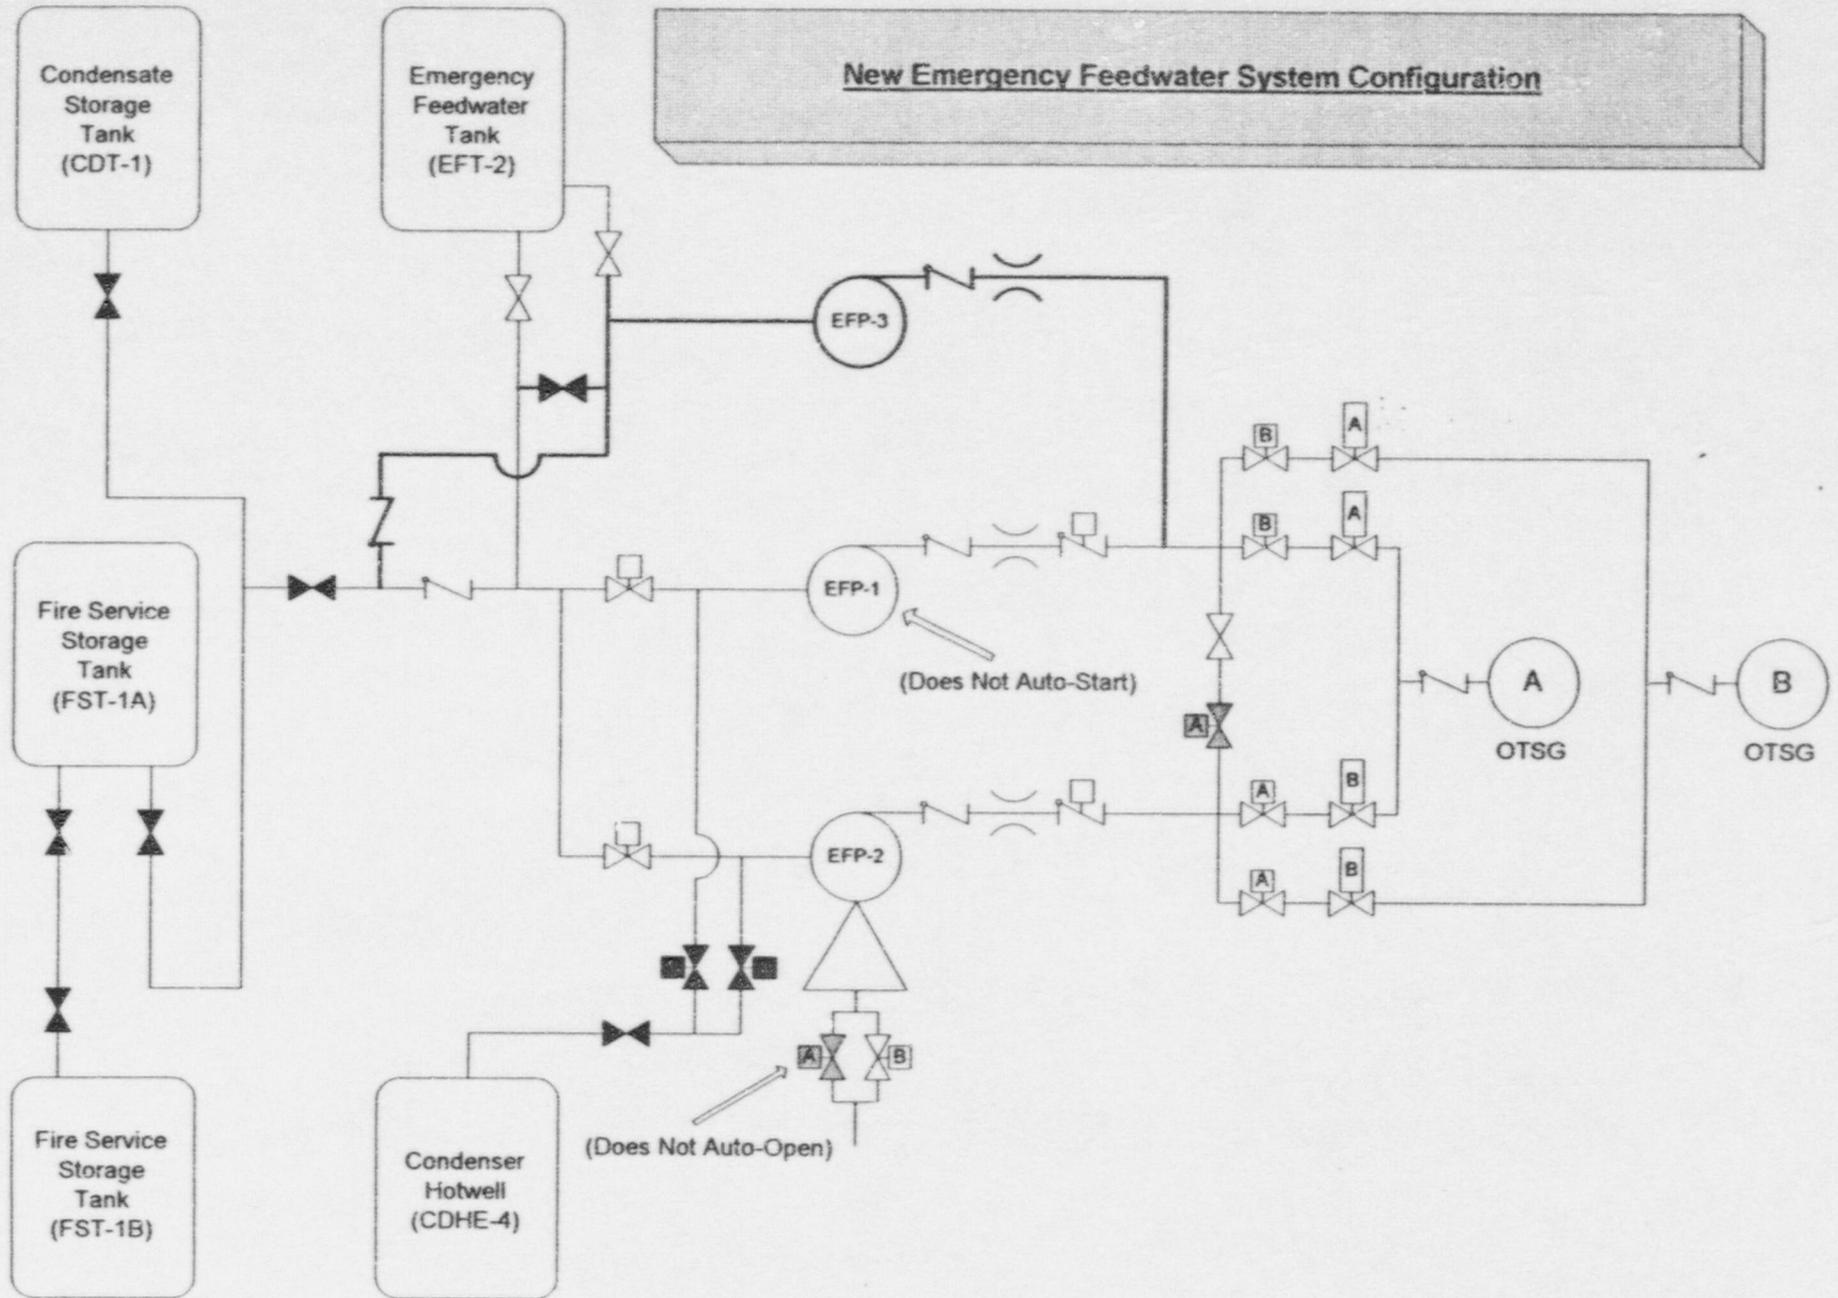 New Emergency Feedwater System Configuration
Condensate
Storage
Tank
(CDT-1)
Emergency
Feedwater
Tank
(EFT-2)
EFP-3
B
A
B
A
Fire Service
Storage
Tank
(FST-1A)
EFP-1
(Does Not Auto-Start)
A
OTSG
B
OTSG
A
A
B
EFP-2
A
B
A
B
(Does Not Auto-Open)
Fire Service
Storage
Tank
(FST-1B)
Condenser
Hotwell
(CDHE-4)